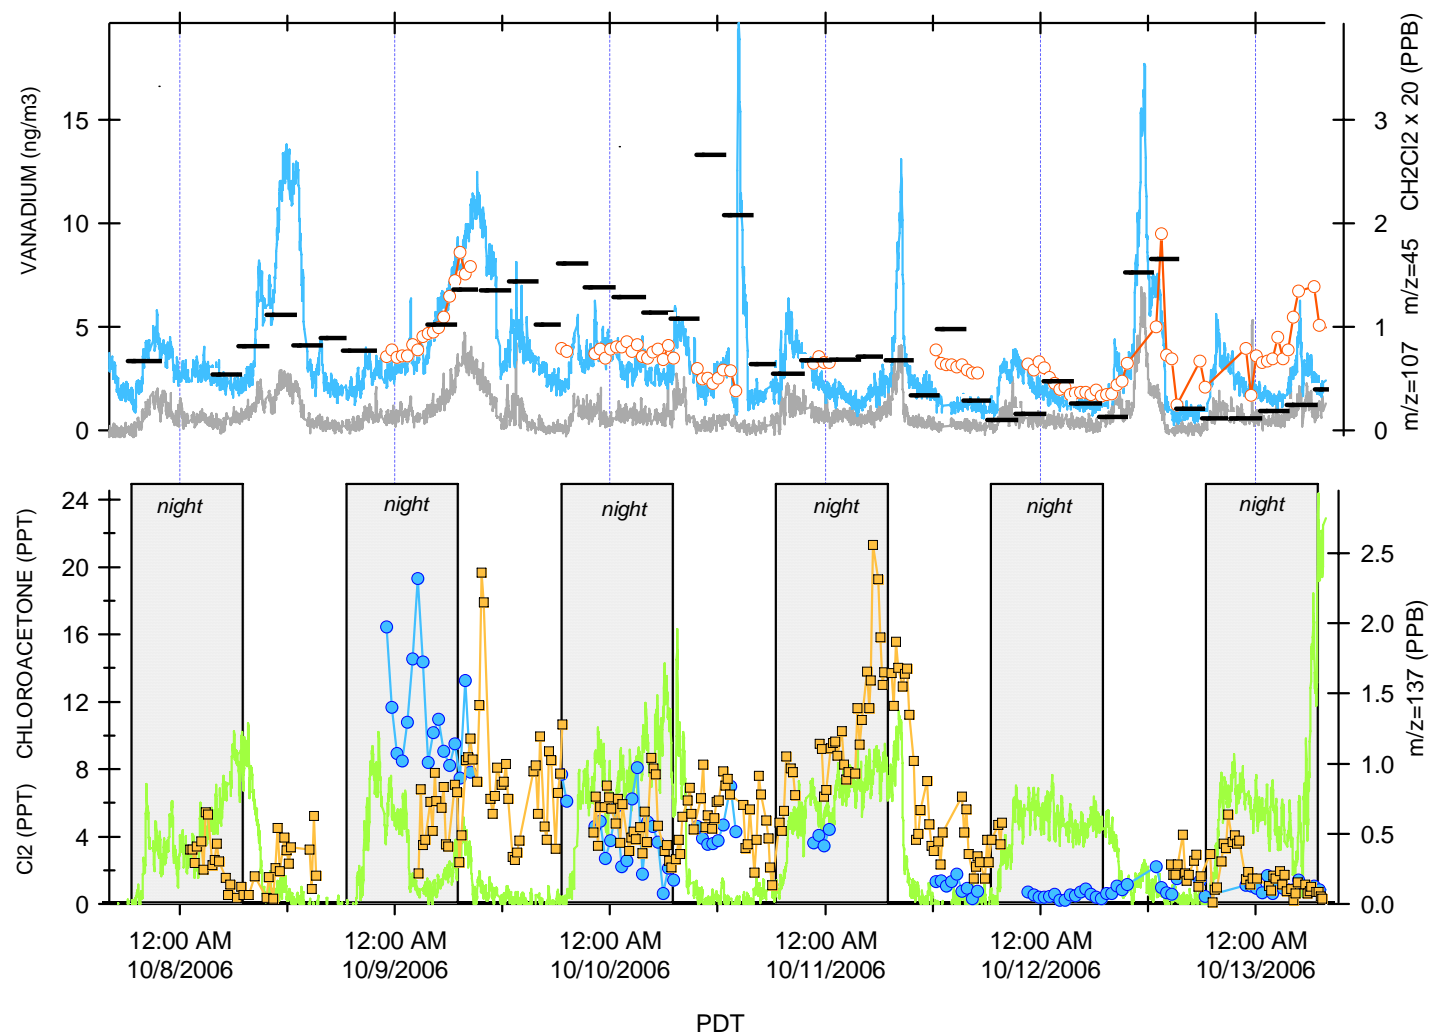 VANADIUM (ng/m3)
15
10
5
0
3
2
1
0
m/z=107 m/z=45 CH2Cl2 x 20 (PPB)
Cl2 (PPT) CHLOROACETONE (PPT)
24
20
16
12
8
4
0
night night night night night night
2.5
2.0
1.5
1.0
0.5
0.0
m/z=137 (PPB)
12:00 AM 12:00 AM 12:00 AM 12:00 AM 12:00 AM 12:00 AM
10/8/2006 10/9/2006 10/10/2006 10/11/2006 10/12/2006 10/13/2006
PDT